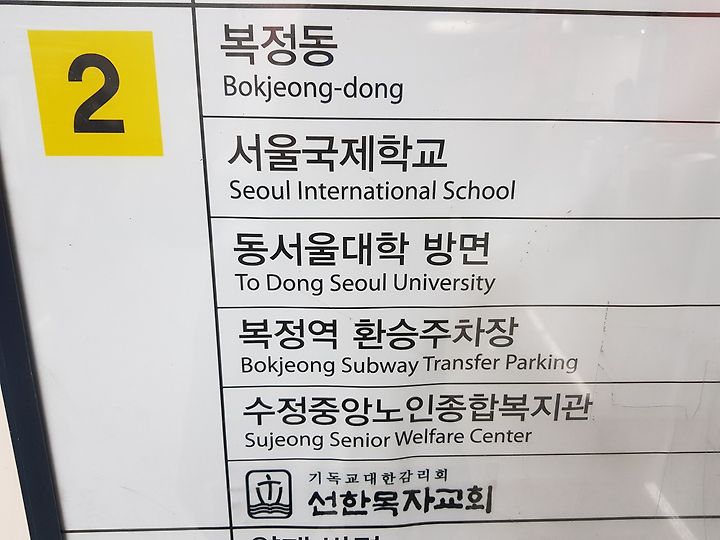 2
복정동
Bokjeong-dong
서울국제학교
Seoul International School
동서울대학 방면
To Dong Seoul University
복정역 환승주차장
Bokjeong Subway Transfer Parking
수정중앙노인종합복지관
Sujeong Senior Welfare Center
기독교대한감리회
선한목자교회